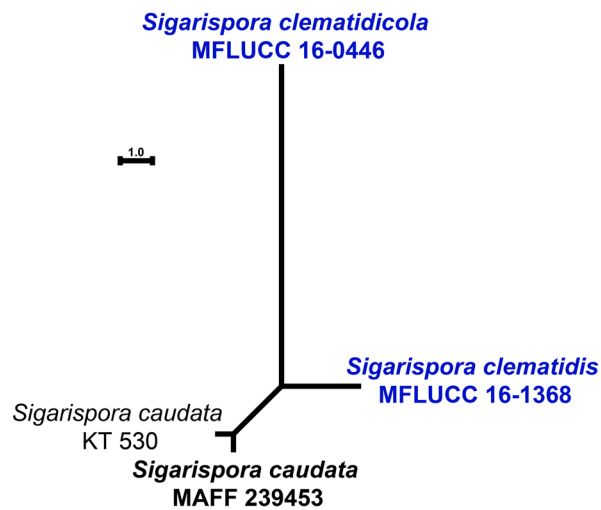 Sigarispora clematidicola
MFLUCC 16-0446
1.0
Sigarispora clematidis
MFLUCC 16-1368
Sigarispora caudata
KT 530
Sigarispora caudata
MAFF 239453